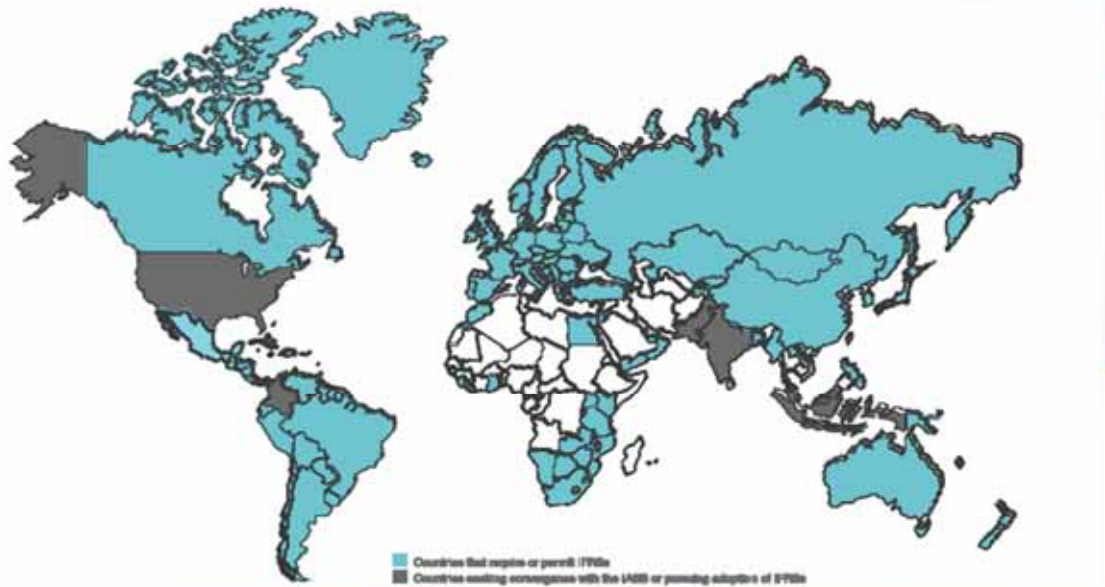 Countries that require or permit IFRSs
Countries seeking convergence with the IASB or pursuing adoption of IFRSs